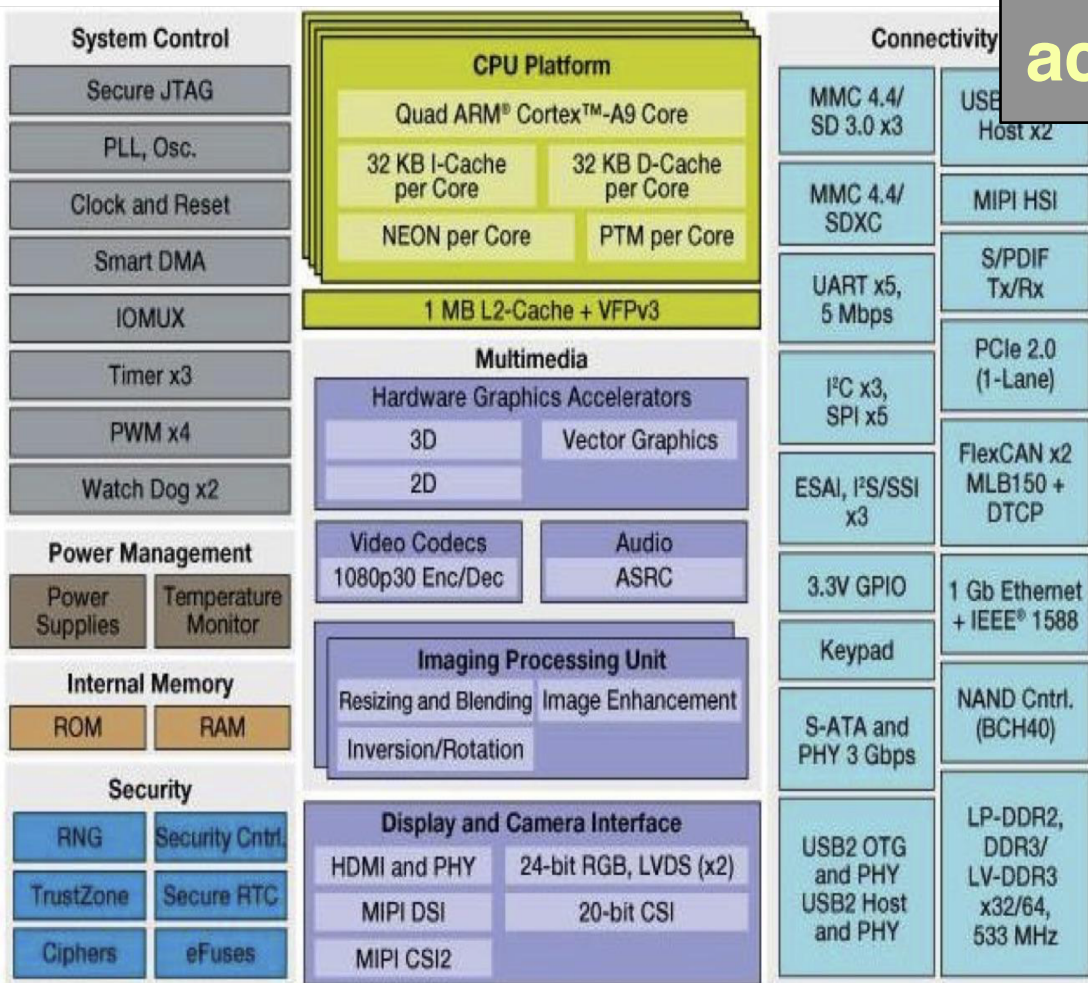 System Control
Secure JTAG
PLL, Osc.
Clock and Reset
Smart DMA
IOMUX
Timer x3
PWM x4
Watch Dog x2
Power Management
Power
Supplies
Temperature
Monitor
Internal Memory
ROM
RAM
Security
RNG
Security Cntrl.
TrustZone
Secure RTC
Ciphers
eFuses
CPU Platform
Quad ARM® Cortex™-A9 Core
32 KB I-Cache
per Core
32 KB D-Cache
per Core
NEON per Core
PTM per Core
1 MB L2-Cache + VFPv3
Multimedia
Hardware Graphics Accelerators
3D
Vector Graphics
2D
Video Codecs
1080p30 Enc/Dec
Audio
ASRC
Imaging Processing Unit
Resizing and Blending
Image Enhancement
Inversion/Rotation
Display and Camera Interface
HDMI and PHY
24-bit RGB, LVDS (x2)
MIPI DSI
20-bit CSI
MIPI CSI2
Connectivity
MMC 4.4/
SD 3.0 x3
MMC 4.4/
SDXC
UART x5,
5 Mbps
I²C x3,
SPI x5
ESAI, I²S/SSI
x3
3.3V GPIO
Keypad
S-ATA and
PHY 3 Gbps
USB2 OTG
and PHY
USB2 Host
and PHY
USB
Host x2
MIPI HSI
S/PDIF
Tx/Rx
PCIe 2.0
(1-Lane)
FlexCAN x2
MLB150 +
DTCP
1 Gb Ethernet
+ IEEE® 1588
NAND Cntrl.
(BCH40)
LP-DDR2,
DDR3/
LV-DDR3
x32/64,
533 MHz